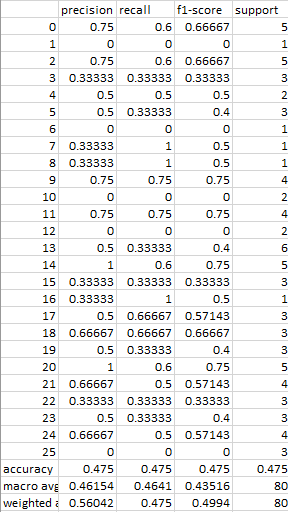 precision recall f1-score support
0 0.75 0.6 0.66667 5
1 0 0 0 1
2 0.75 0.6 0.66667 5
3 0.33333 0.33333 0.33333 3
4 0.5 0.5 0.5 2
5 0.5 0.33333 0.4 3
6 0 0 0 1
7 0.33333 1 0.5 1
8 0.33333 1 0.5 1
9 0.75 0.75 0.75 4
10 0 0 0 2
11 0.75 0.75 0.75 4
12 0 0 0 2
13 0.5 0.33333 0.4 6
14 1 0.6 0.75 5
15 0.33333 0.33333 0.33333 3
16 0.33333 1 0.5 1
17 0.5 0.66667 0.57143 3
18 0.66667 0.66667 0.66667 3
19 0.5 0.33333 0.4 3
20 1 0.6 0.75 5
21 0.66667 0.5 0.57143 4
22 0.33333 0.33333 0.33333 3
23 0.5 0.33333 0.4 3
24 0.66667 0.5 0.57143 4
25 0 0 0 3
accuracy 0.475 0.475 0.475 0.475
macro avg 0.46154 0.4641 0.43516 80
weighted a 0.56042 0.475 0.4994 80